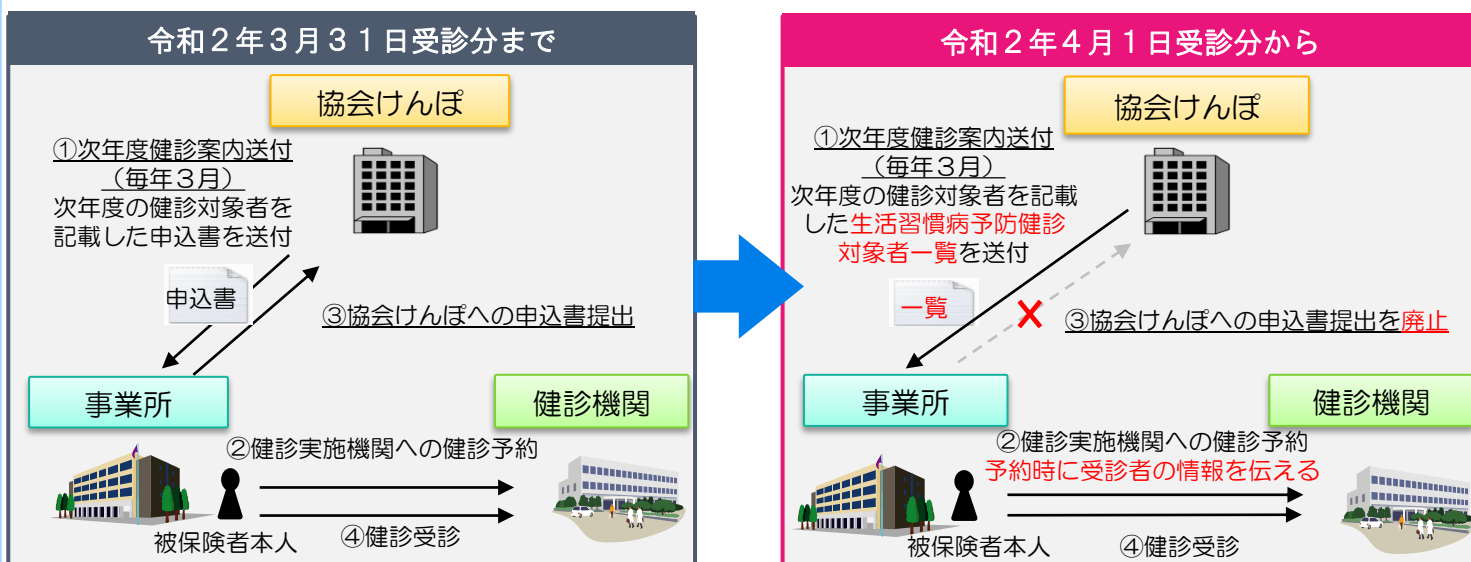 令和２年３月３１日受診分まで
協会けんぽ
①次年度健診案内送付
（毎年３月）
次年度の健診対象者を
記載した申込書を送付
申込書
③協会けんぽへの申込書提出
事業所
健診機関
②健診実施機関への健診予約
被保険者本人
④健診受診
令和２年４月１日受診分から
協会けんぽ
①次年度健診案内送付
（毎年３月）
次年度の健診対象者を記載
した生活習慣病予防健診
対象者一覧を送付
一覧
③協会けんぽへの申込書提出を廃止
事業所
健診機関
②健診実施機関への健診予約
予約時に受診者の情報を伝える
被保険者本人
④健診受診